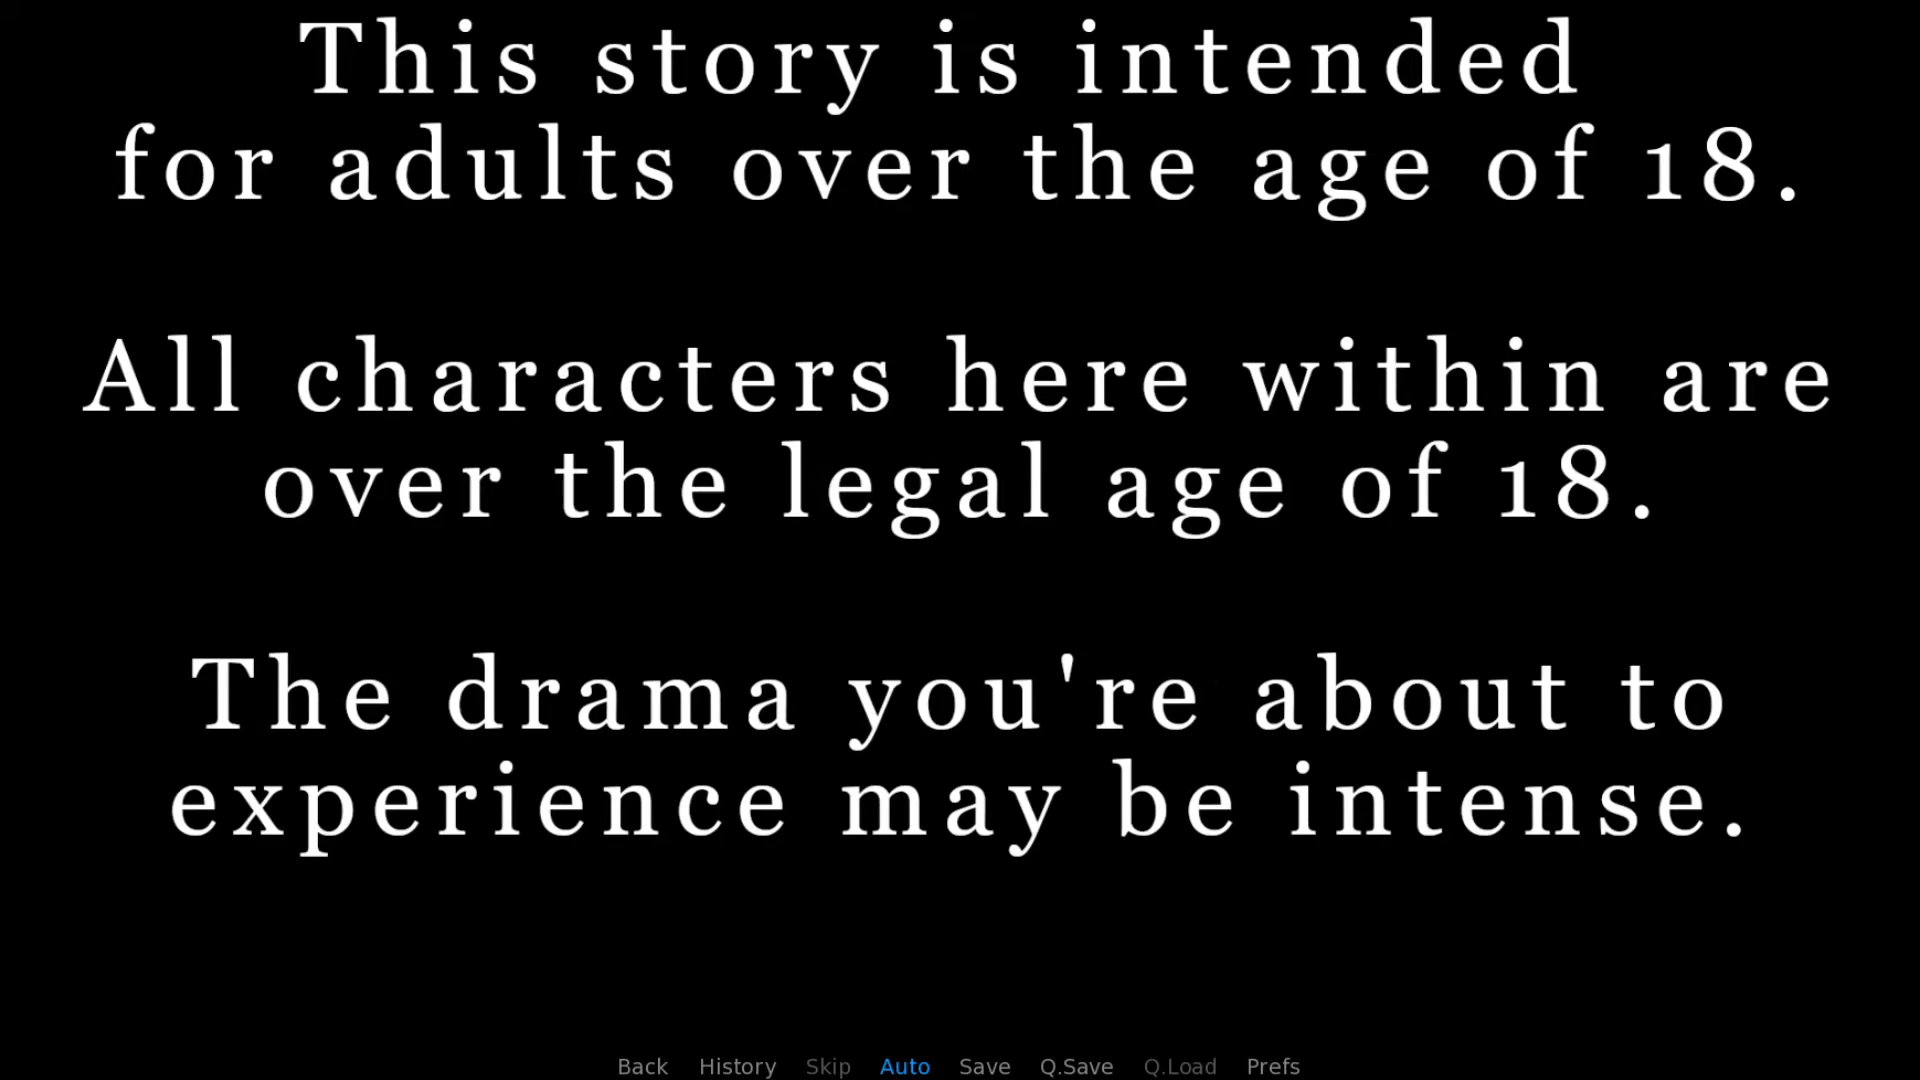 This story is intended
for adults over the age of 18.
All characters here within are
over the legal age of 18.
The drama you're about to
experience may be intense.
Back History Skip Auto Save Q.Save Q.Load Prefs